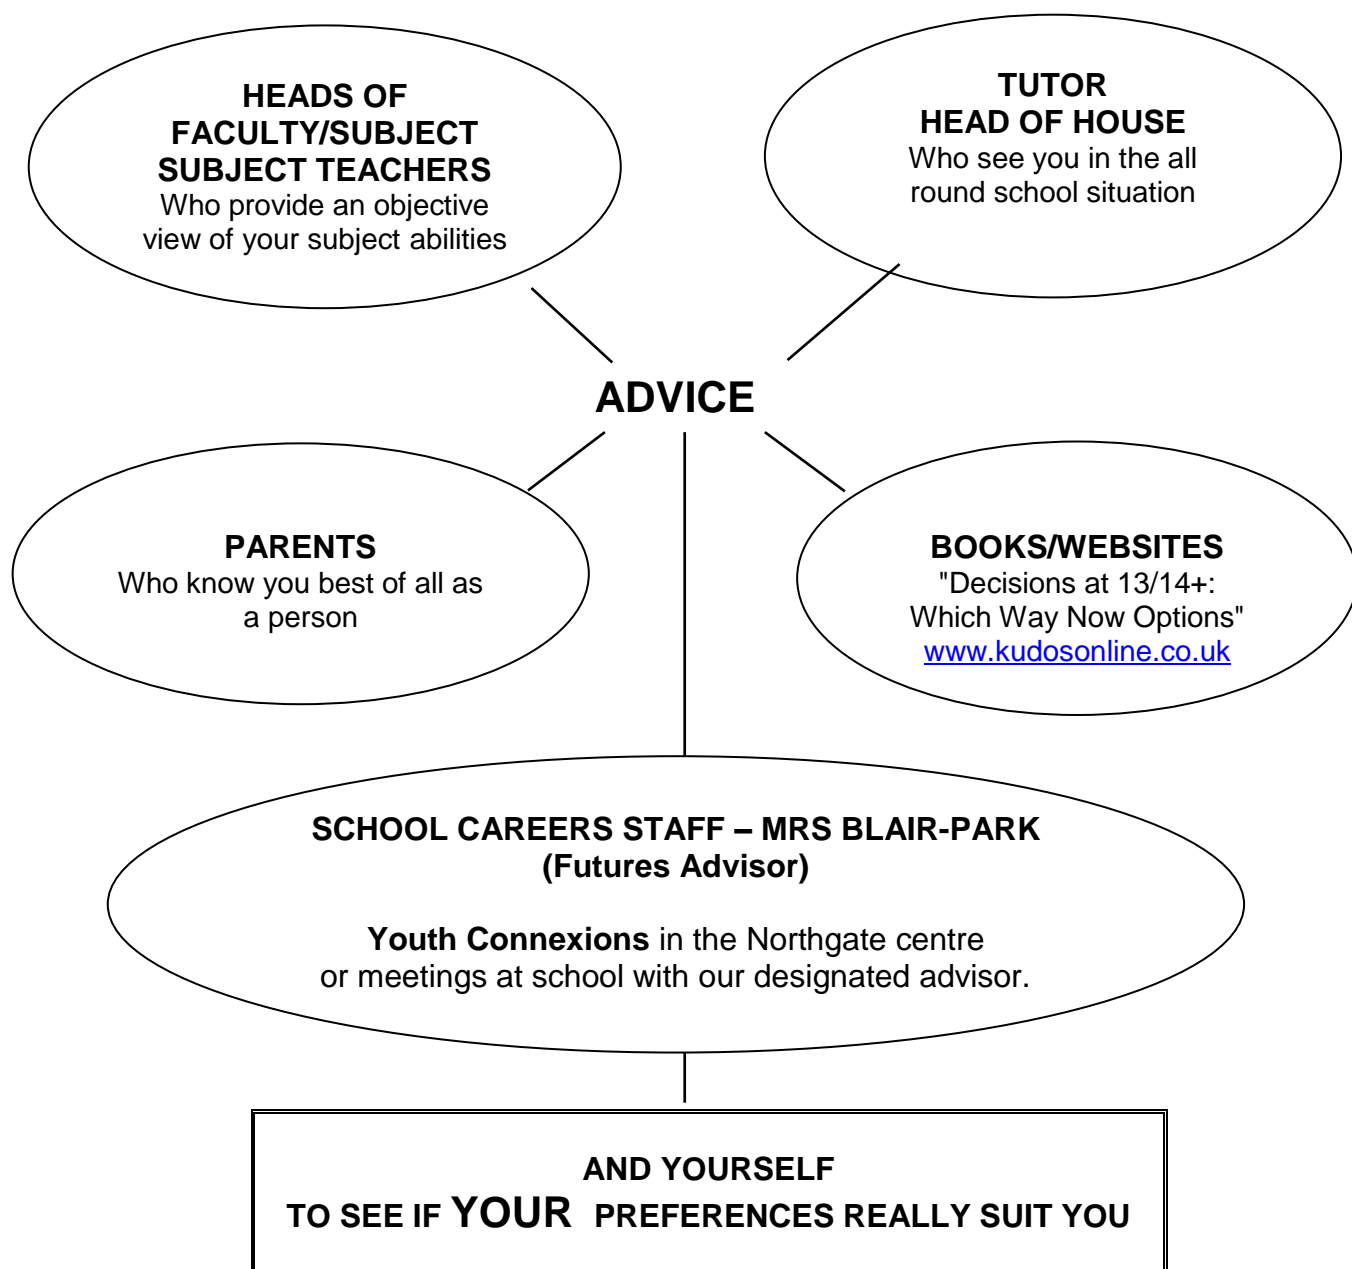 HEADS OF
FACULTY/SUBJECT
SUBJECT TEACHERS
Who provide an objective
view of your subject abilities
TUTOR
HEAD OF HOUSE
Who see you in the all
round school situation
ADVICE
PARENTS
Who know you best of all as
a person
BOOKS/WEBSITES
"Decisions at 13/14+:
Which Way Now Options"
www.kudosonline.co.uk
SCHOOL CAREERS STAFF – MRS BLAIR-PARK
(Futures Advisor)
Youth Connexions in the Northgate centre
or meetings at school with our designated advisor.
AND YOURSELF
TO SEE IF YOUR PREFERENCES REALLY SUIT YOU